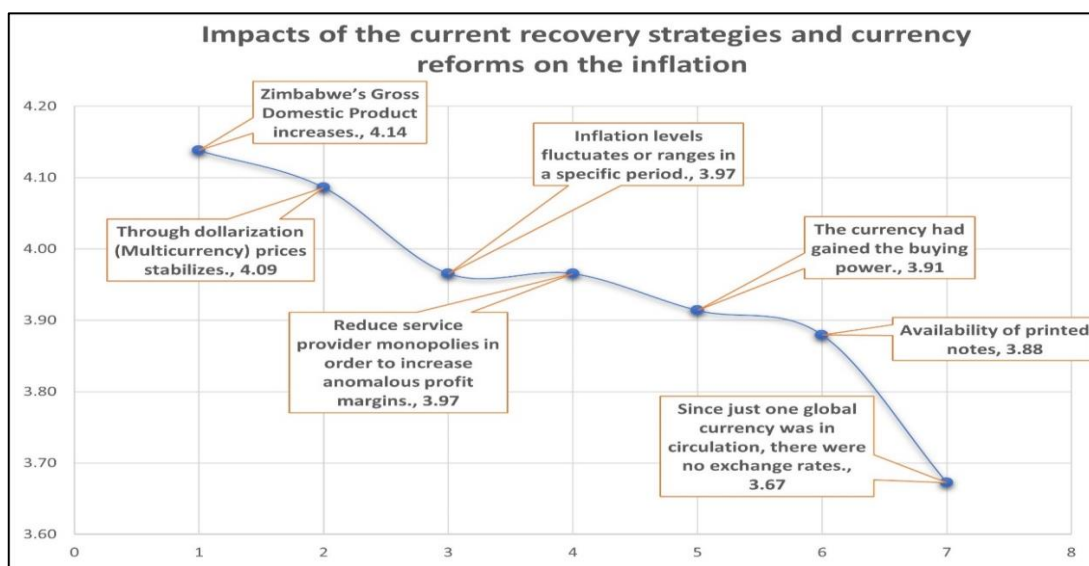 Impacts of the current recovery strategies and currency
reforms on the inflation
4.20
4.10
4.00
3.90
3.80
3.70
3.60
Zimbabwe's Gross
Domestic Product
increases., 4.14
Through dollarization
(Multicurrency) prices
stabilizes., 4.09
Inflation levels
fluctuates or ranges in
a specific period., 3.97
Reduce service
provider monopolies in
order to increase
anomalous profit
margins., 3.97
The currency had
gained the buying
power., 3.91
Availability of printed
notes, 3.88
Since just one global
currency was in
circulation, there were
no exchange rates.,
3.67
0 1 2 3 4 5 6 7 8